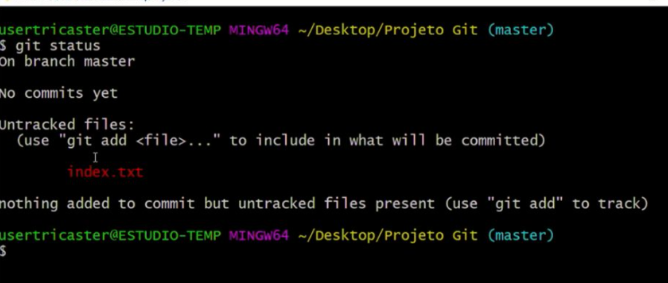 usertricaster@ESTUDIO-TEMP MINGW64 ~/Desktop/Projeto Git (master)
$ git status
On branch master
No commits yet
Untracked files:
(use "git add <file>..." to include in what will be committed)
index.txt
nothing added to commit but untracked files present (use "git add" to track)
usertricaster@ESTUDIO-TEMP MINGW64 ~/Desktop/Projeto Git (master)
$